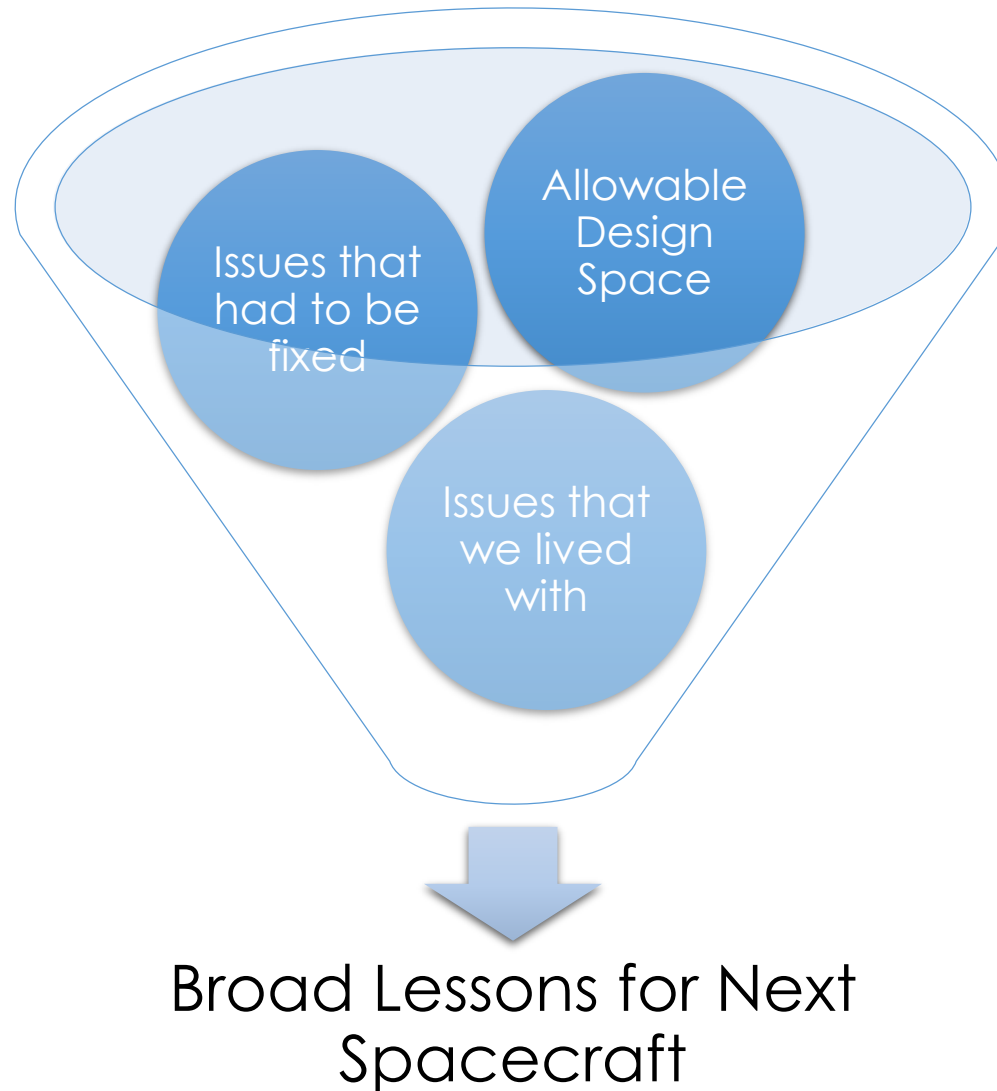 Allowable
Design
Space
Issues that
had to be
fixed
Issues that
we lived
with
Broad Lessons for Next
Spacecraft